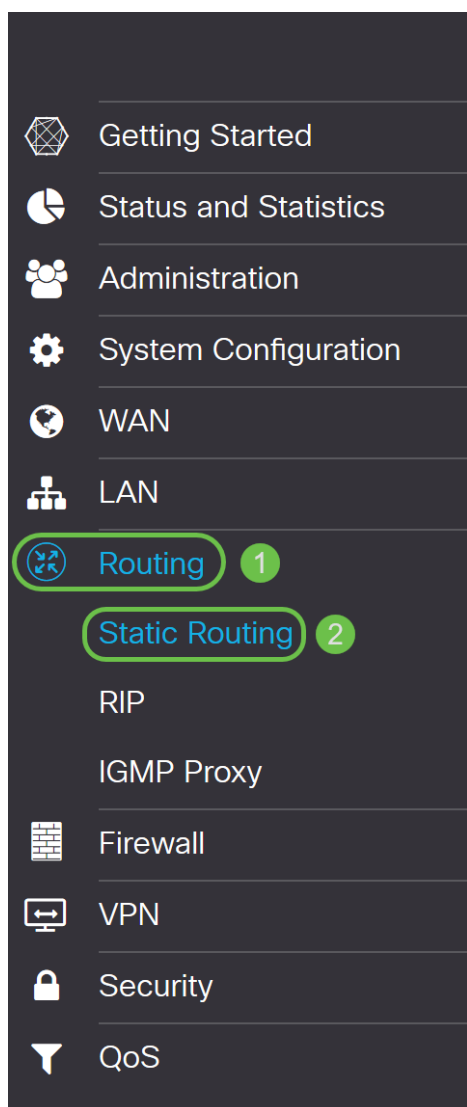 Getting Started
Status and Statistics
Administration
System Configuration
WAN
LAN
Routing 1
Static Routing 2
RIP
IGMP Proxy
Firewall
VPN
Security
QoS